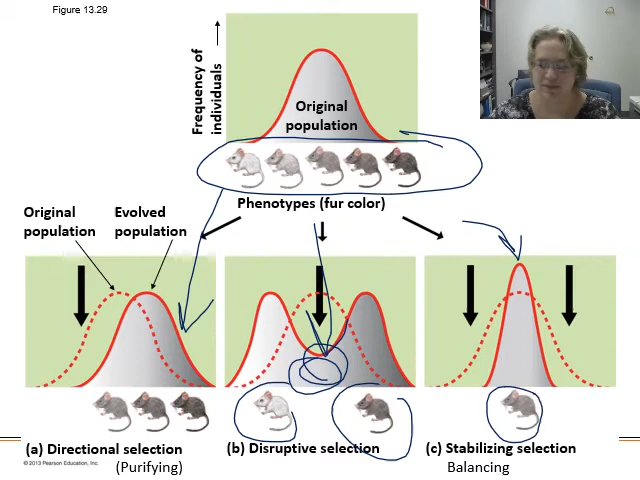 Figure 13.29
Frequency of
individuals
Original
population
Phenotypes (fur color)
Original
population
Evolved
population
(a) Directional selection
(b) Disruptive selection
(c) Stabilizing selection
© 2013 Pearson Education, Inc.
(Purifying)
Balancing